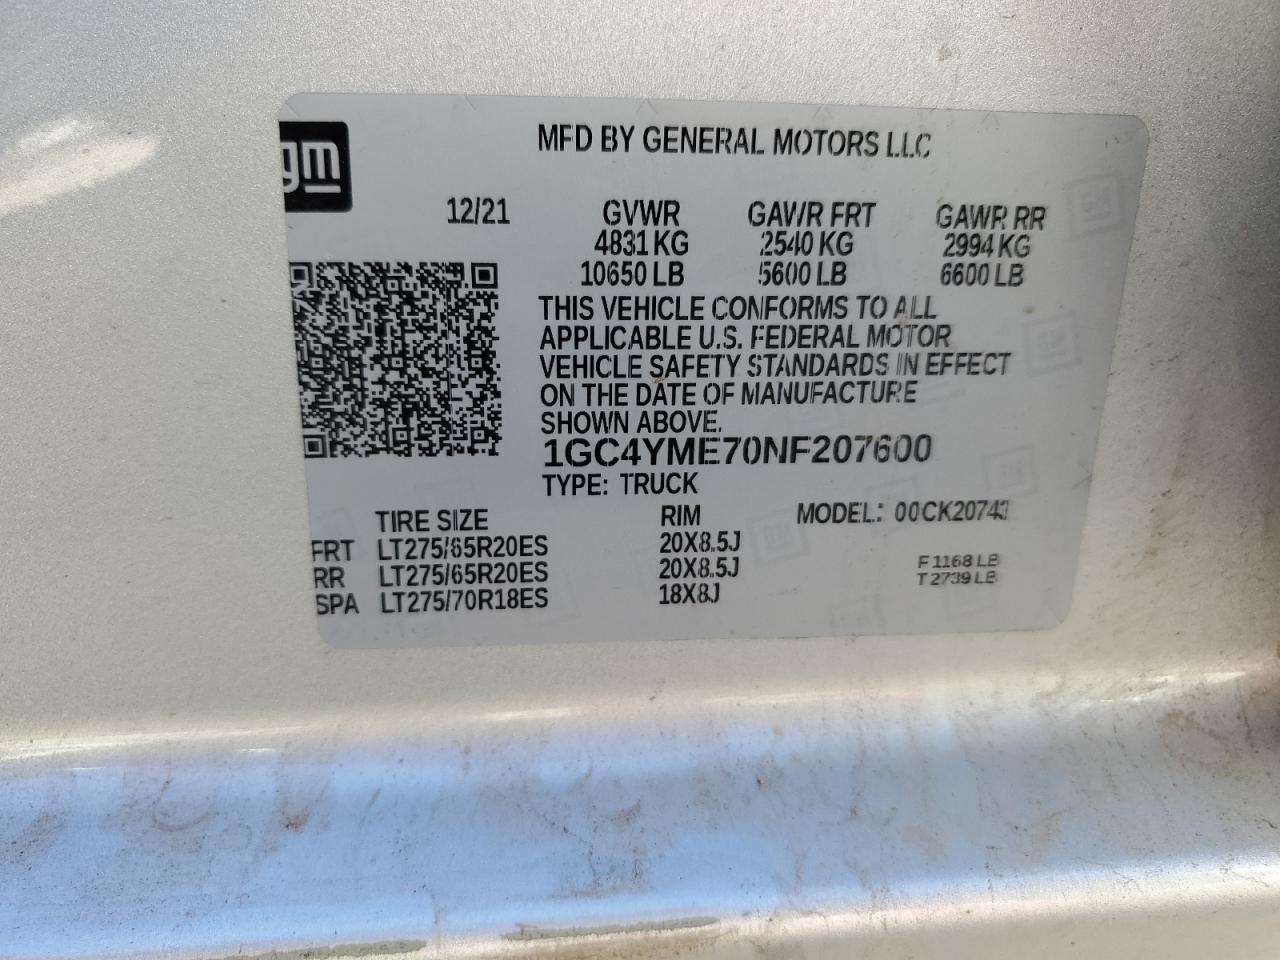 gm
MFD BY GENERAL MOTORS LLC
12/21 GVWR GAWR FRT GAWR RR
4831 KG 2540 KG 2994 KG
10650 LB 5600 LB 6600 LB
THIS VEHICLE CONFORMS TO ALL
APPLICABLE U.S. FEDERAL MOTOR
VEHICLE SAFETY STANDARDS IN EFFECT
ON THE DATE OF MANUFACTURE
SHOWN ABOVE.
1GC4YME70NF207600
TYPE: TRUCK
TIRE SIZE RIM MODEL: 00CK20743
FRT LT275/65R20ES 20X8.5J
RR LT275/65R20ES 20X8.5J
SPA LT275/70R18ES 18X8J
F 1168 LB
T 2739 LB